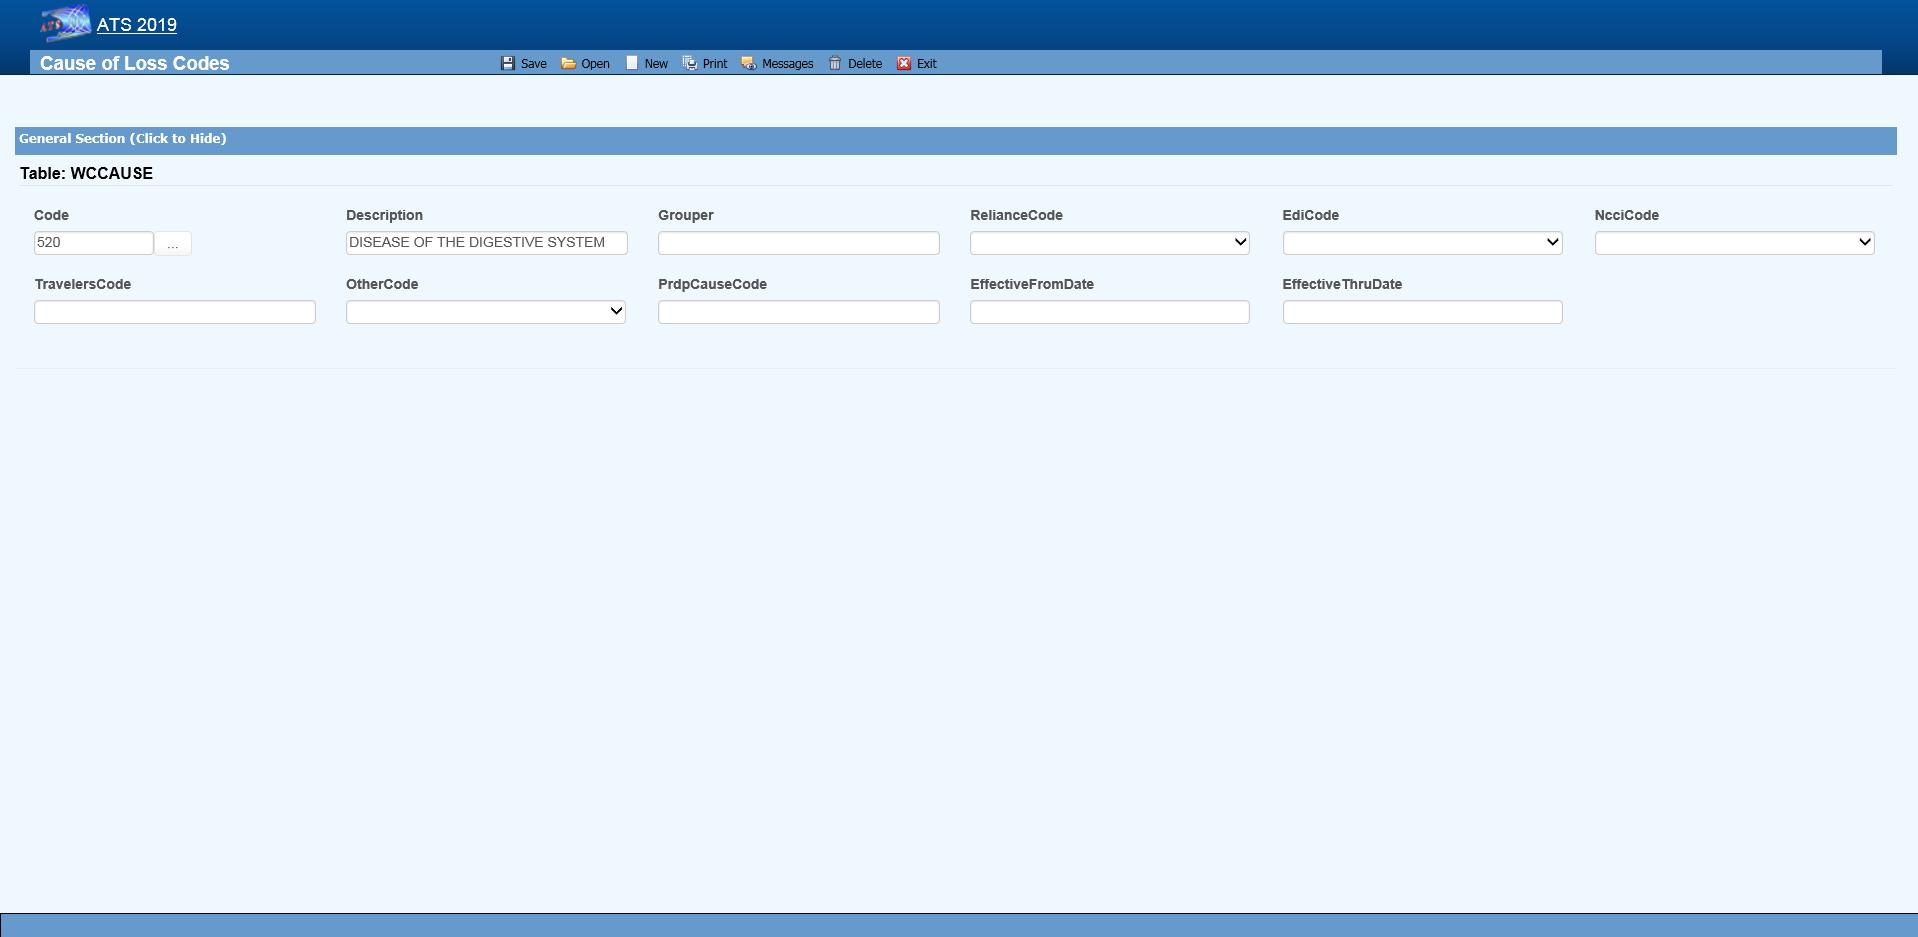 ATS ATS 2019
Cause of Loss Codes Save Open New Print Messages Delete Exit
General Section (Click to Hide)
Table: WCCAUSE
Code Description Grouper RelianceCode EdiCode NcciCode
520 ... DISEASE OF THE DIGESTIVE SYSTEM
TravelersCode OtherCode PrdpCauseCode EffectiveFromDate EffectiveThruDate